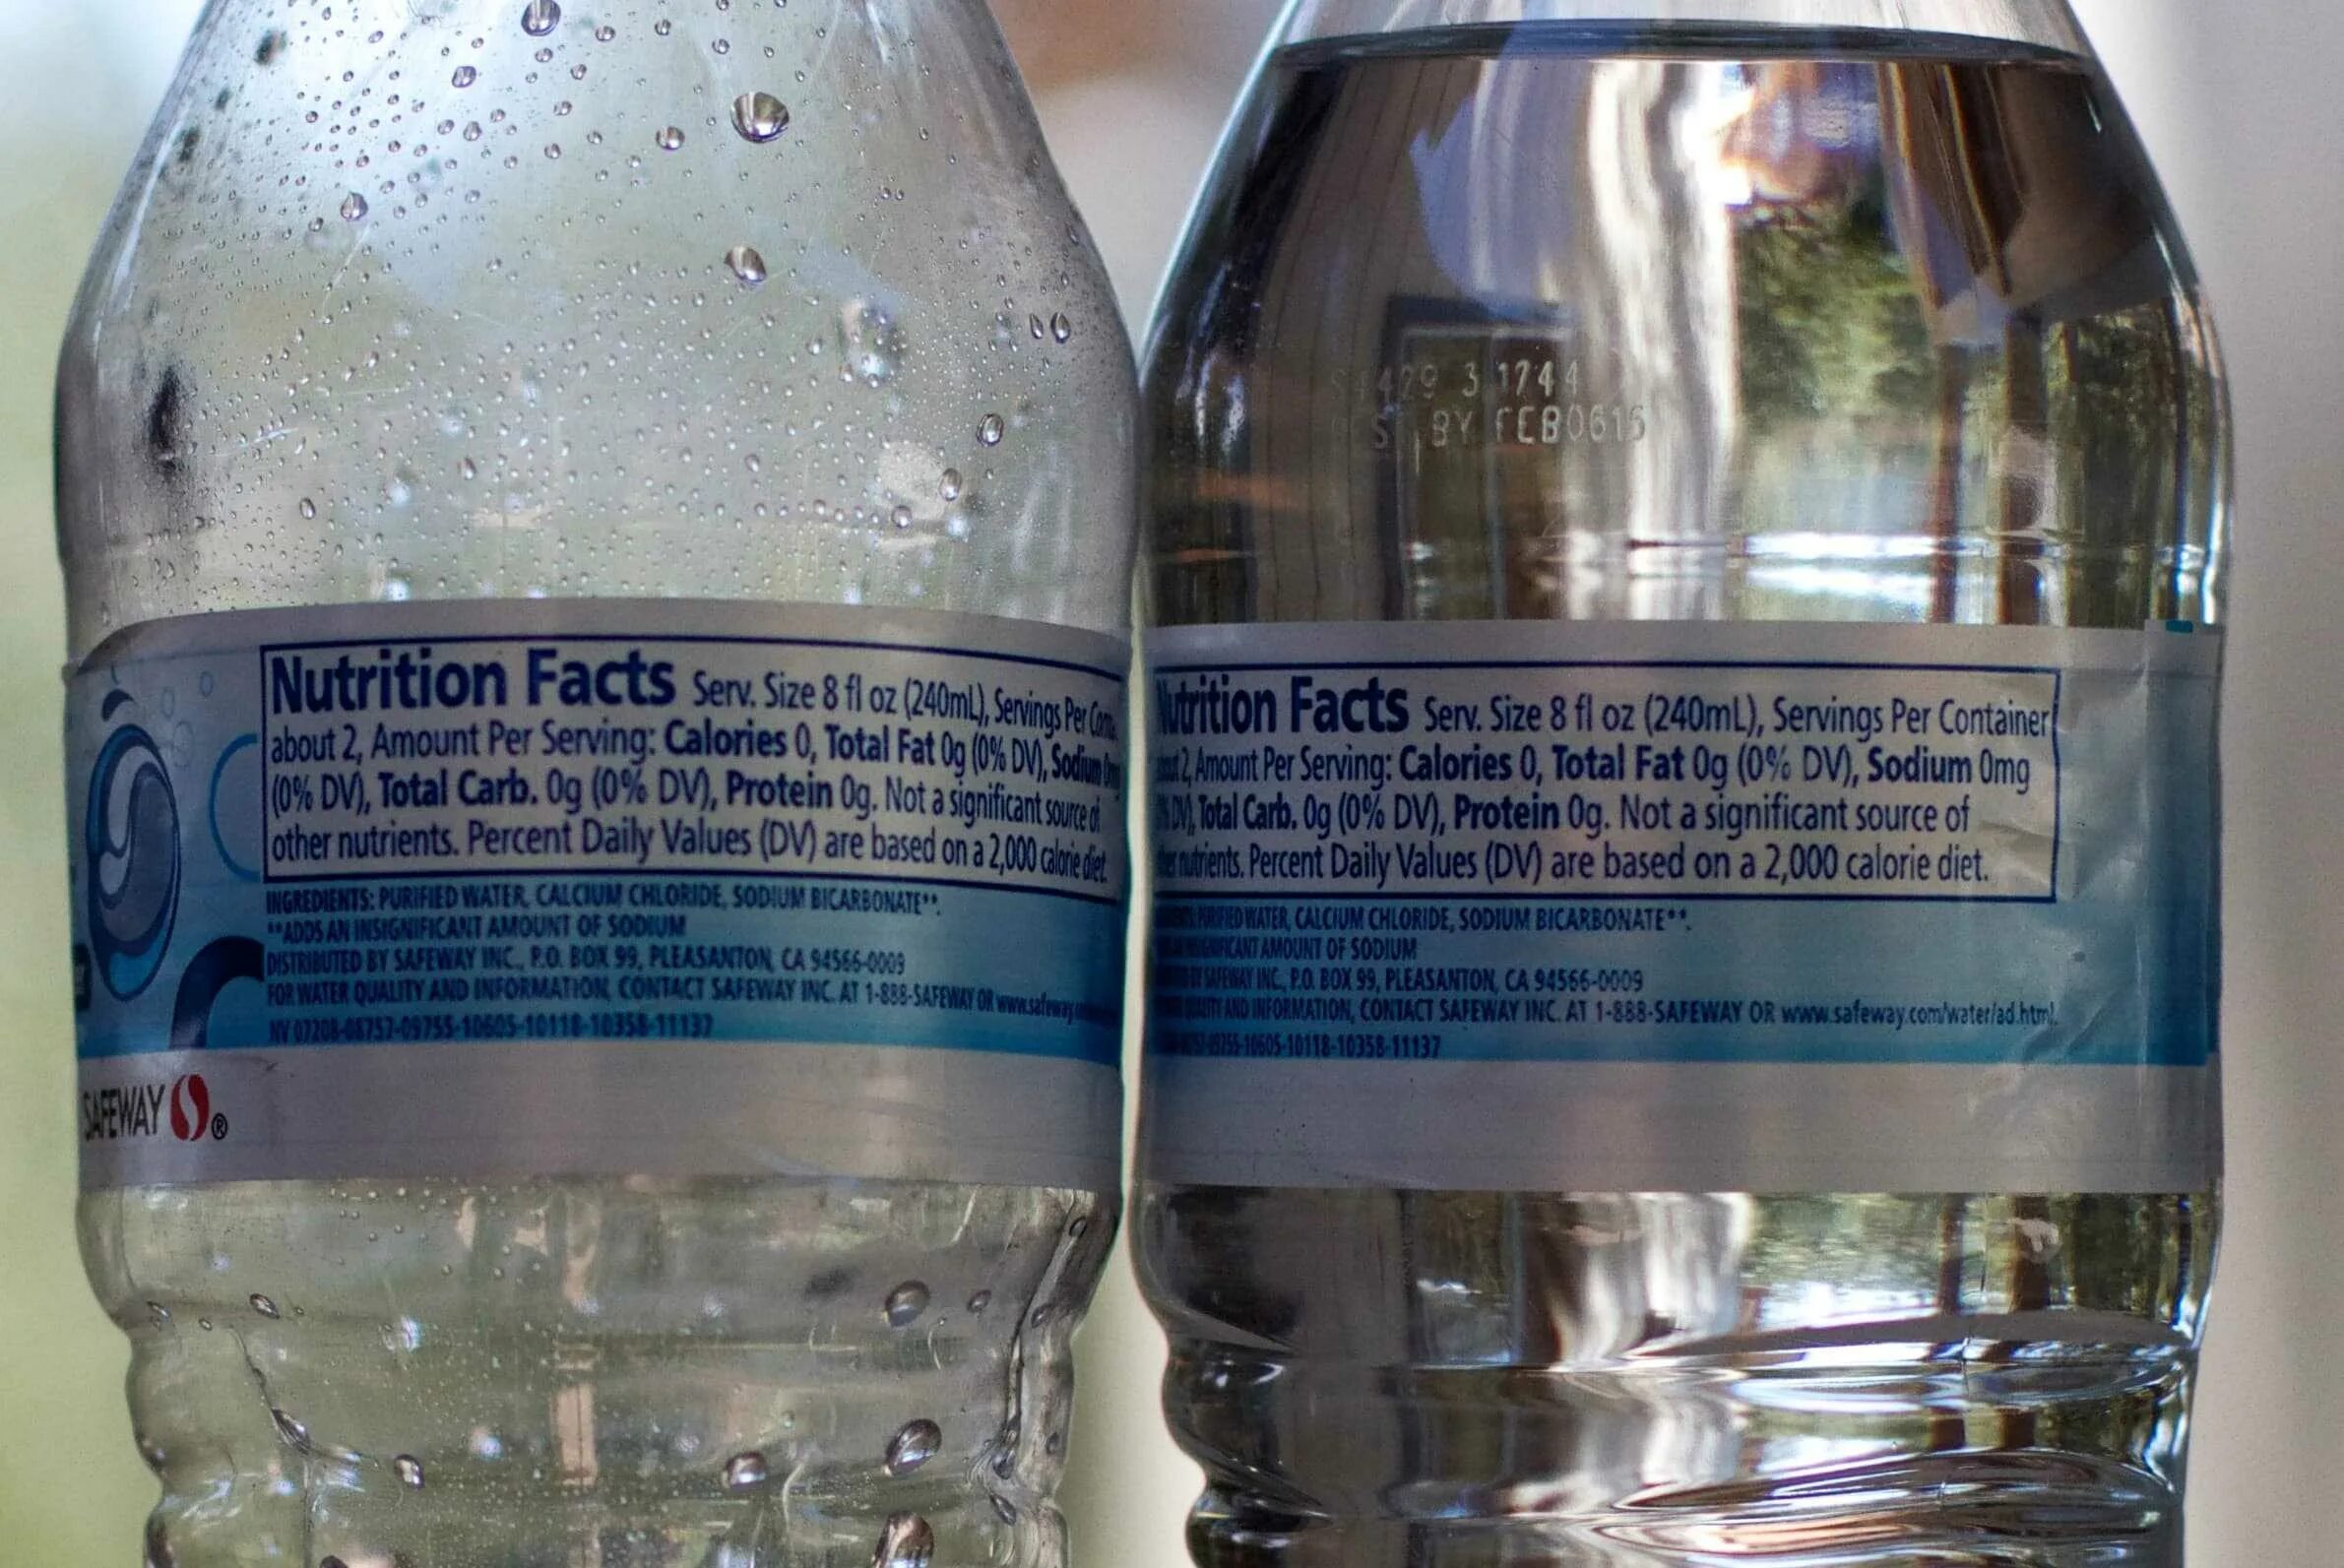 Nutrition Facts Serv. Size 8 fl oz (240mL), Servings Per
about 2, Amount Per Serving: Calories 0, Total Fat 0g (0% DV), Sodium
(0% DV), Total Carb. 0g (0% DV), Protein 0g. Not a significant source of
other nutrients. Percent Daily Values (DV) are based on a 2,000 calorie diet.
INGREDIENTS: PURIFIED WATER, CALCIUM CHLORIDE, SODIUM BICARBONATE**.
**ADDS AN INSIGNIFICANT AMOUNT OF SODIUM
DISTRIBUTED BY SAFEWAY INC., P.O. BOX 99, PLEASANTON, CA 94566-0009
FOR WATER QUALITY AND INFORMATION, CONTACT SAFEWAY INC. AT 1-888-SAFEWAY OR www.safeway
NV 07208-08757-09755-10605-10118-10358-11137
SAFEWAY ®
3 1744
BY FEB0616
Facts Serv. Size 8 fl oz (240mL), Servings Per Container
2, Amount Per Serving: Calories 0, Total Fat 0g (0% DV), Sodium 0mg
DV), Total Carb. 0g (0% DV), Protein 0g. Not a significant source of
nutrients. Percent Daily Values (DV) are based on a 2,000 calorie diet.
PURIFIED WATER, CALCIUM CHLORIDE, SODIUM BICARBONATE**.
INSIGNIFICANT AMOUNT OF SODIUM
BY SAFEWAY INC., P.O. BOX 99, PLEASANTON, CA 94566-0009
QUALITY AND INFORMATION, CONTACT SAFEWAY INC. AT 1-888-SAFEWAY OR www.safeway.com/water/ad.html.
09755-10605-10118-10358-11137